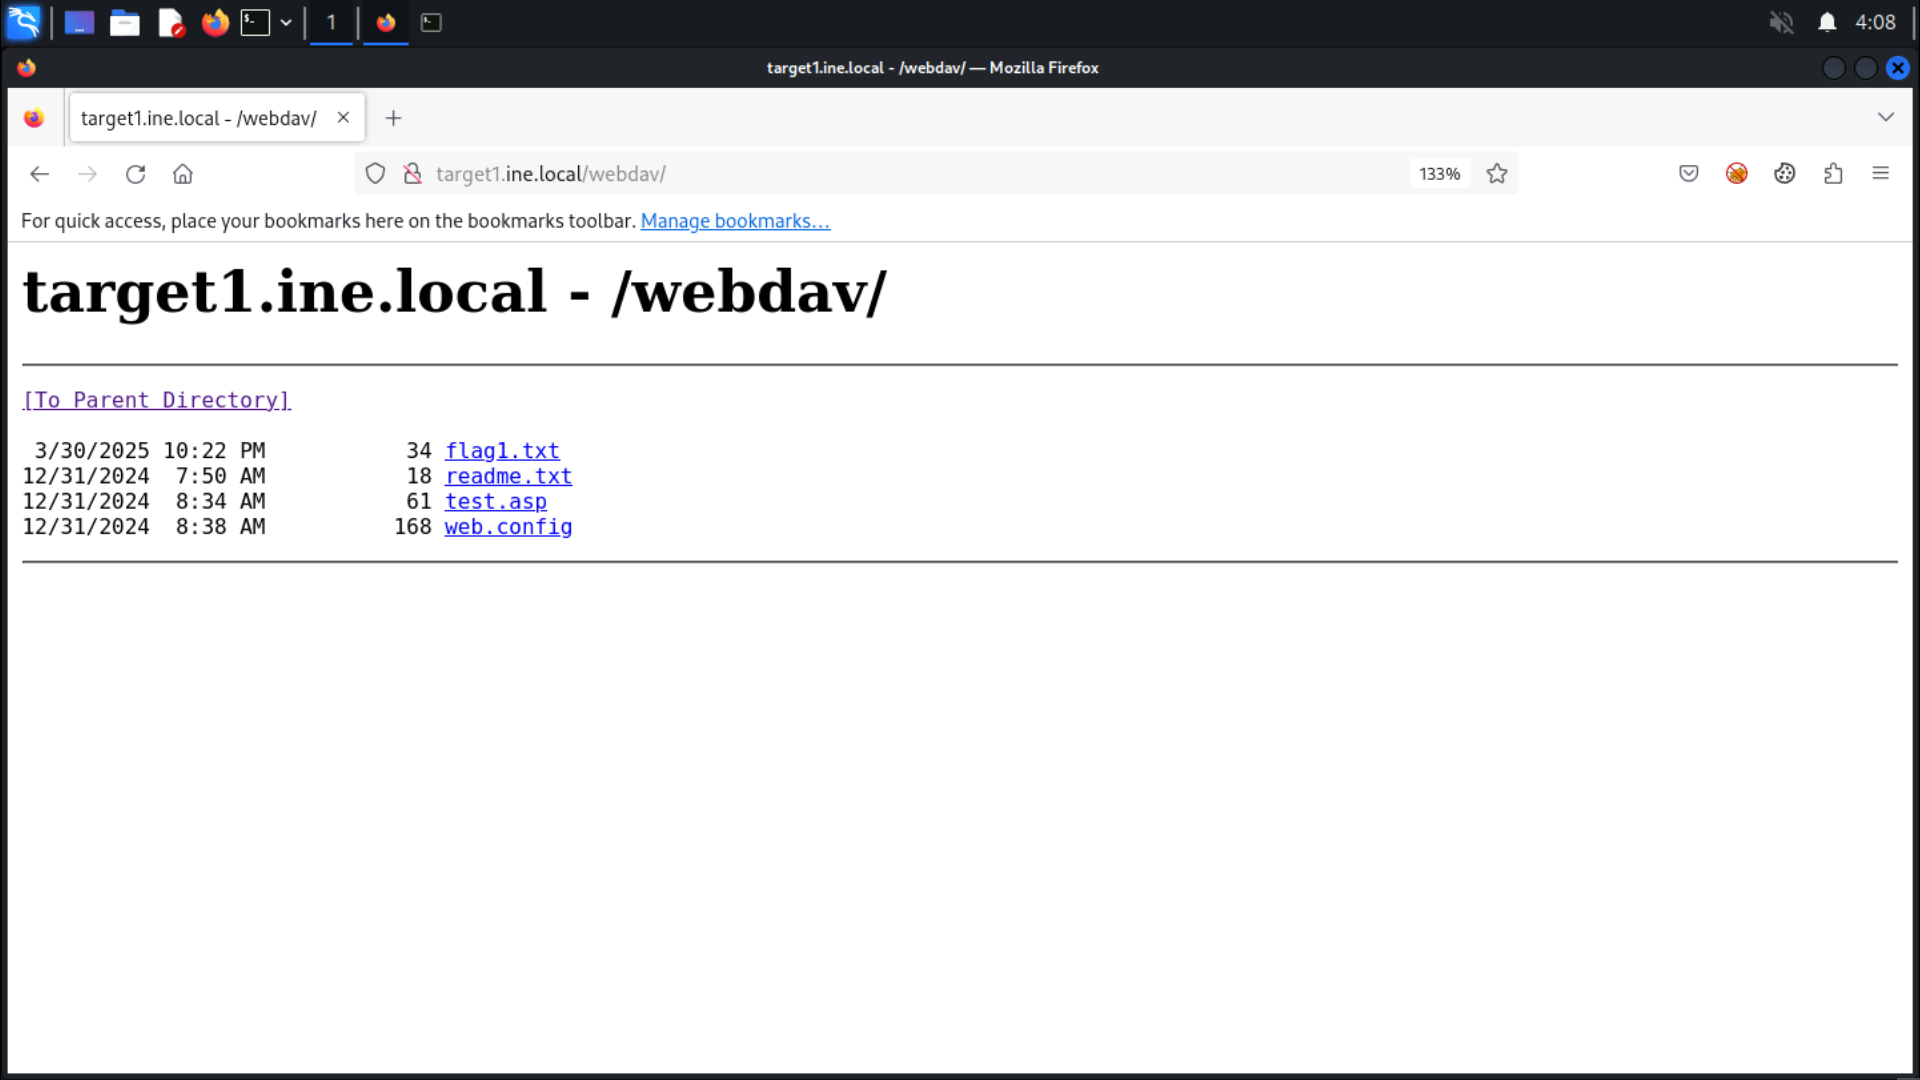 1
4:08
target1.ine.local - /webdav/ — Mozilla Firefox
target1.ine.local - /webdav/
target1.ine.local/webdav/
133%
For quick access, place your bookmarks here on the bookmarks toolbar. Manage bookmarks…
target1.ine.local - /webdav/
[To Parent Directory]
3/30/2025 10:22 PM 34 flag1.txt
12/31/2024 7:50 AM 18 readme.txt
12/31/2024 8:34 AM 61 test.asp
12/31/2024 8:38 AM 168 web.config